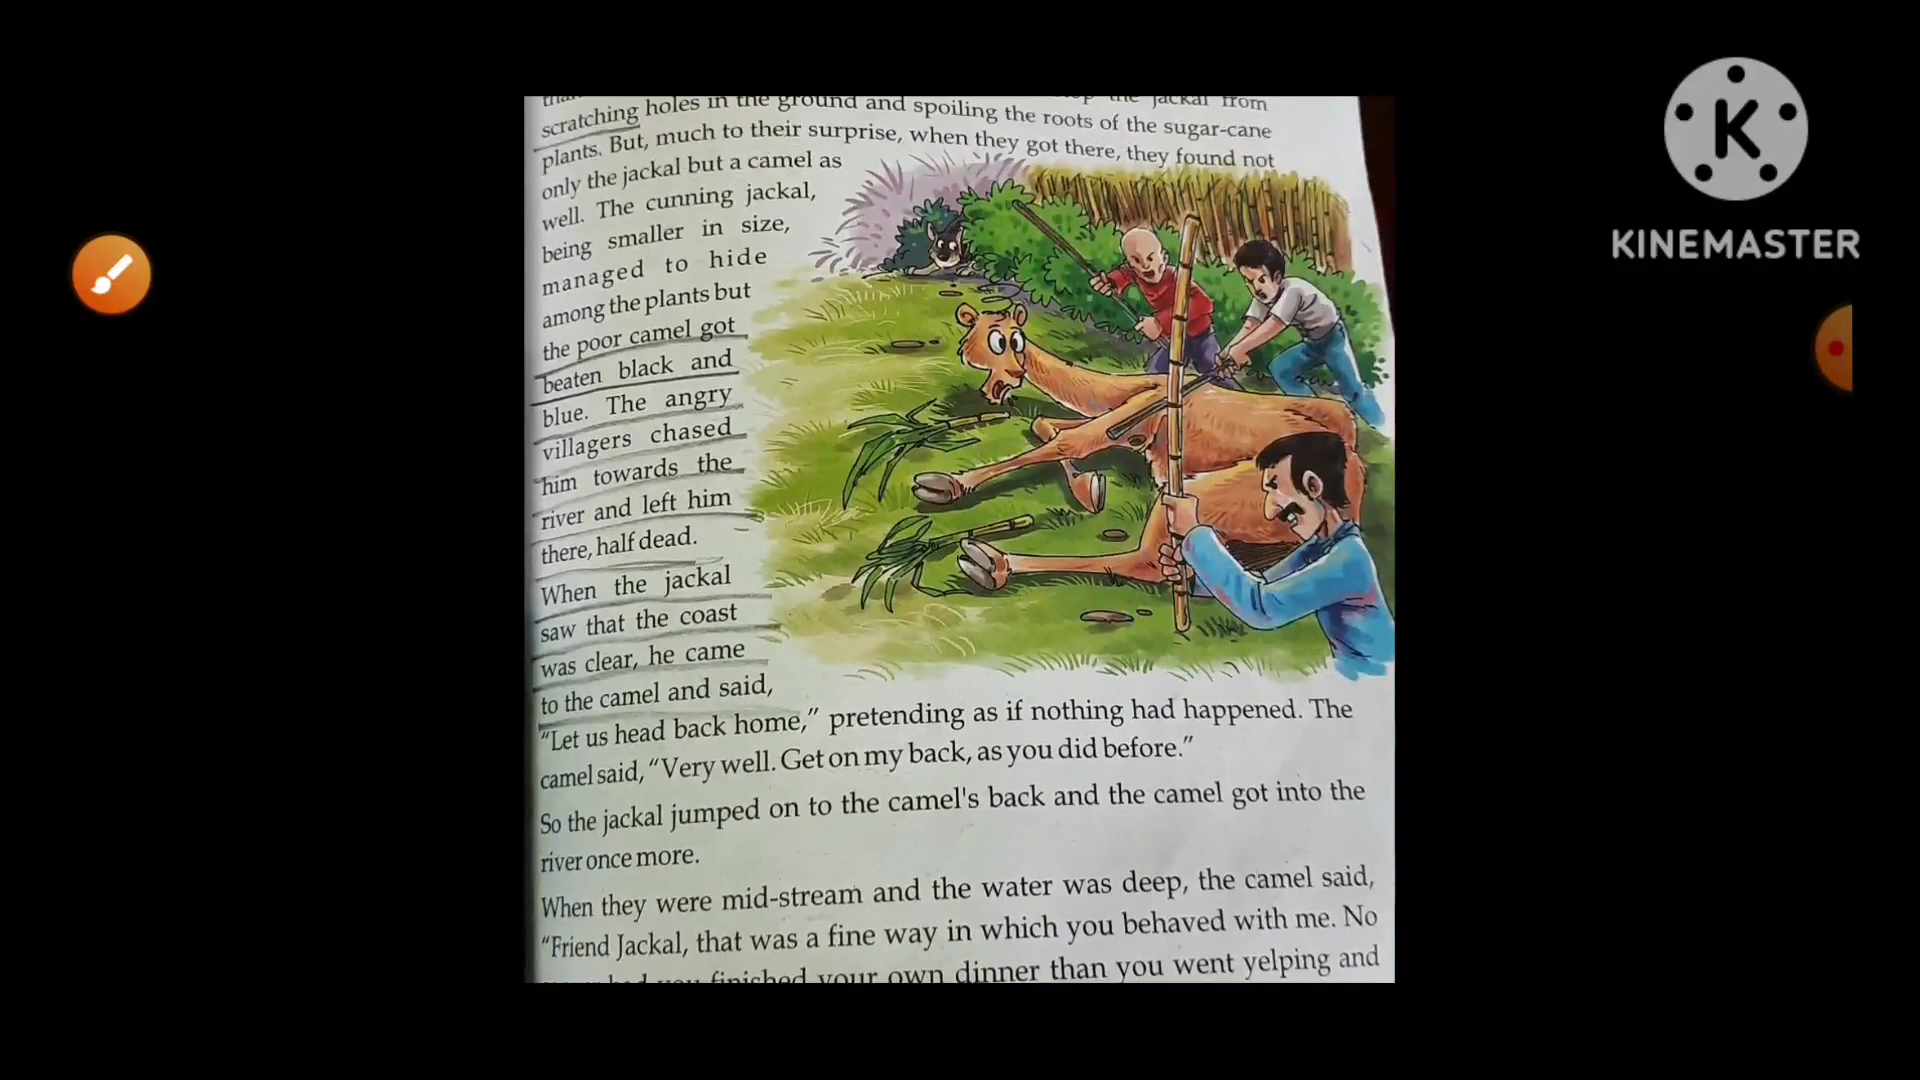 the jackal from
scratching holes in the ground and spoiling the roots of the sugar-cane
plants. But, much to their surprise, when they got there, they found not
only the jackal but a camel as
well. The cunning jackal,
being smaller in size,
managed to hide
among the plants but
the poor camel got
beaten black and
blue. The angry
villagers chased
him towards the
river and left him
there, half dead.
When the jackal
saw that the coast
was clear, he came
to the camel and said,
“Let us head back home,” pretending as if nothing had happened. The
camel said, “Very well. Get on my back, as you did before.”
So the jackal jumped on to the camel's back and the camel got into the
river once more.
When they were mid-stream and the water was deep, the camel said,
“Friend Jackal, that was a fine way in which you behaved with me. No
had you finished your own dinner than you went yelping and
K
KINEMASTER